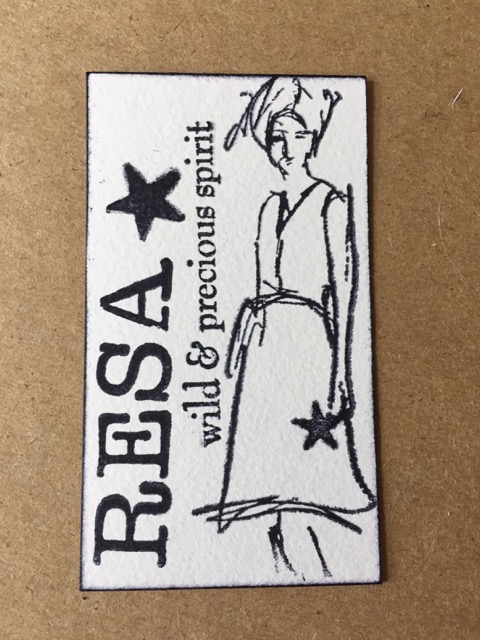 RESA
wild & precious spirit